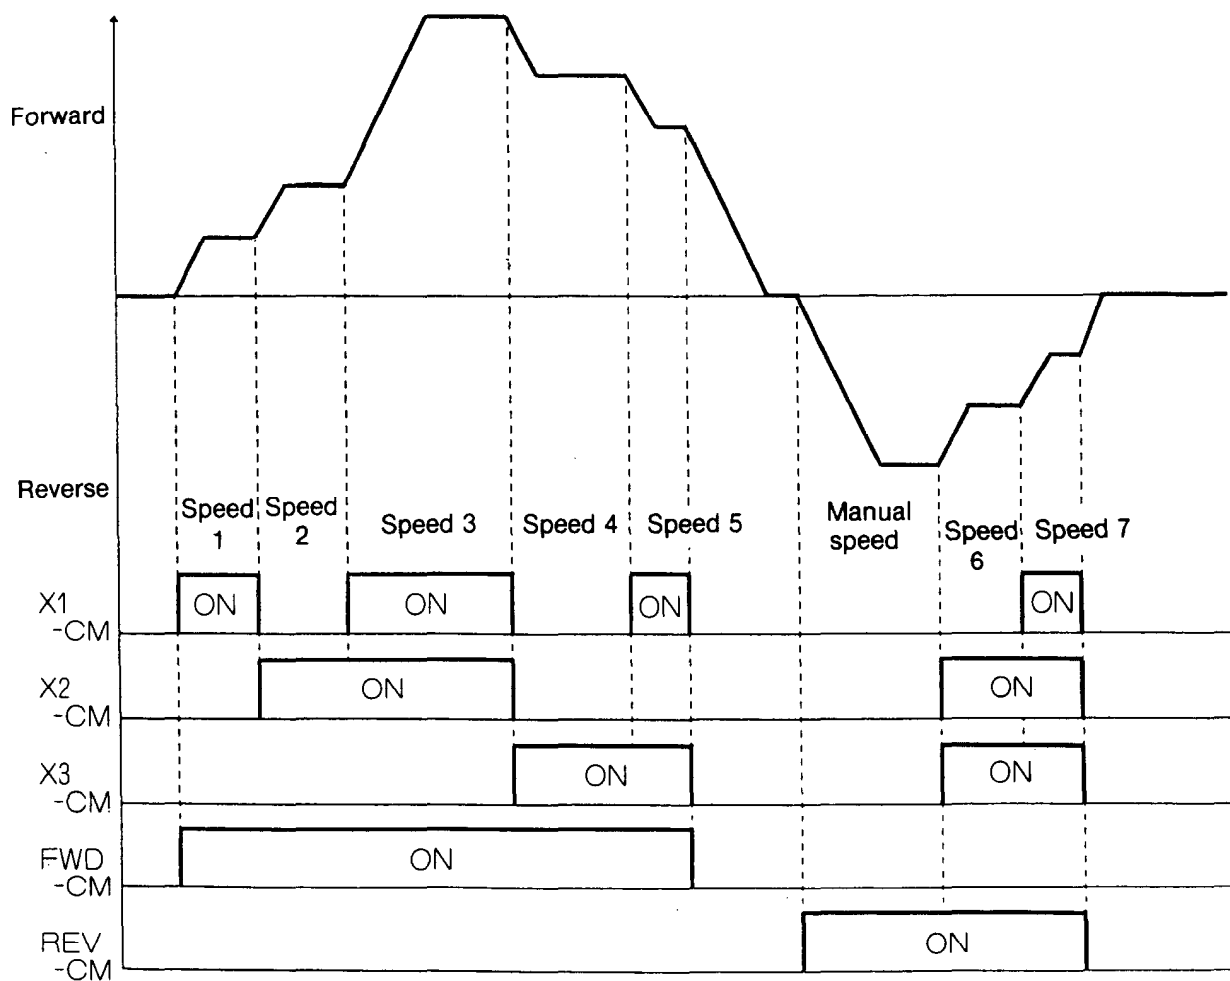 Forward
Reverse
Speed
1
Speed
2
Speed 3
Speed 4
Speed 5
Manual
speed
Speed
6
Speed 7
X1
-CM
ON
ON
ON
ON
X2
-CM
ON
ON
X3
-CM
ON
ON
FWD
-CM
ON
REV
-CM
ON